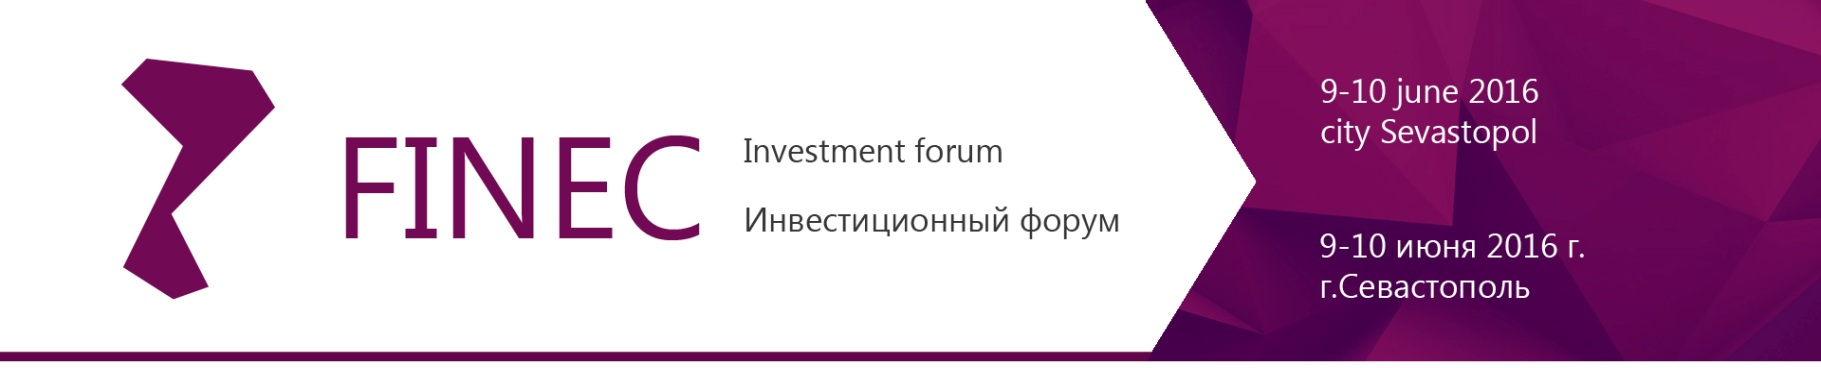 FINEC
Investment forum
Инвестиционный форум
9-10 june 2016
city Sevastopol
9-10 июня 2016 г.
г.Севастополь